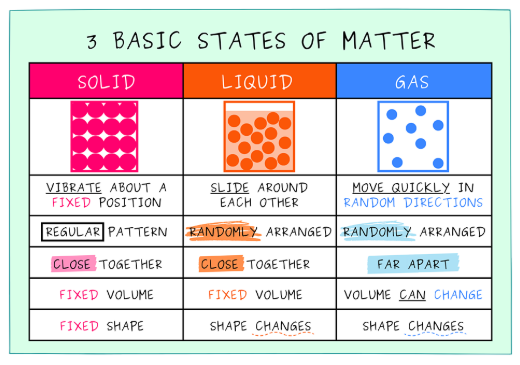 3 BASIC STATES OF MATTER
SOLID LIQUID GAS
VIBRATE ABOUT A
FIXED POSITION
SLIDE AROUND
EACH OTHER
MOVE QUICKLY IN
RANDOM DIRECTIONS
REGULAR PATTERN RANDOMLY ARRANGED RANDOMLY ARRANGED
CLOSE TOGETHER CLOSE TOGETHER FAR APART
FIXED VOLUME FIXED VOLUME VOLUME CAN CHANGE
FIXED SHAPE SHAPE CHANGES SHAPE CHANGES